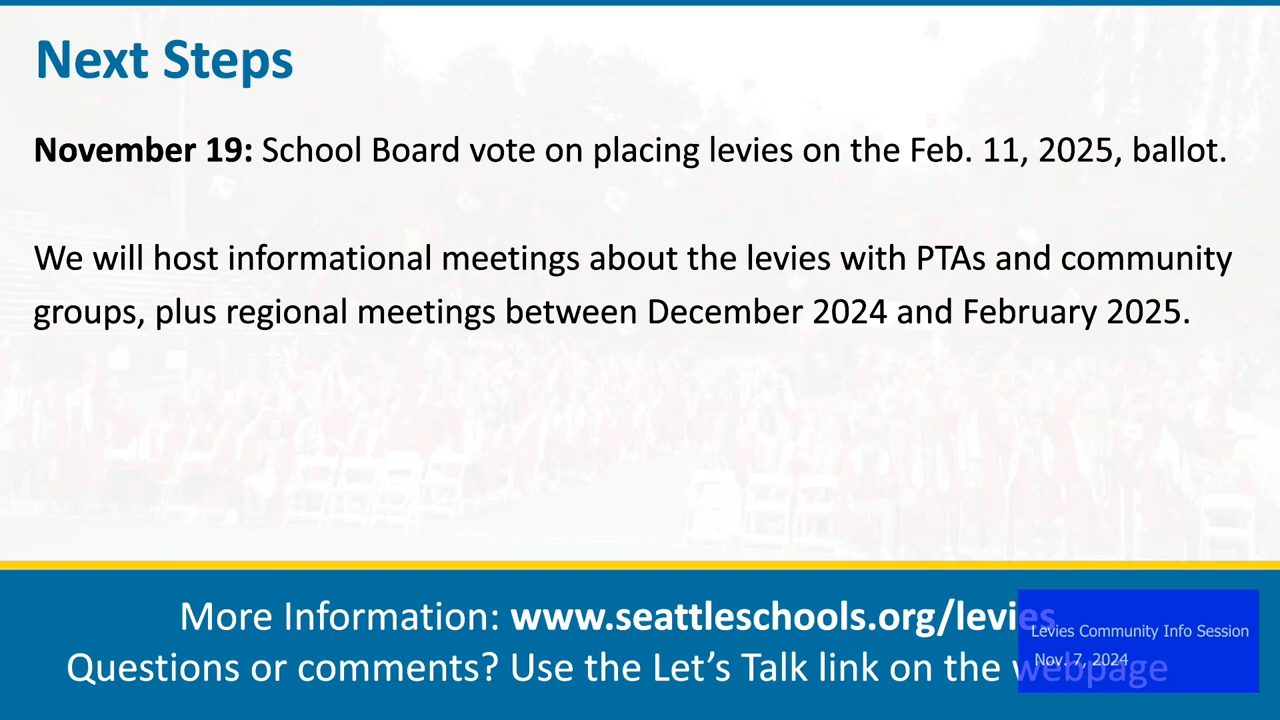 Next Steps
November 19: School Board vote on placing levies on the Feb. 11, 2025, ballot.
We will host informational meetings about the levies with PTAs and community
groups, plus regional meetings between December 2024 and February 2025.
More Information: www.seattleschools.org/levies
Questions or comments? Use the Let’s Talk link on the webpage
Levies Community Info Session
Nov. 7, 2024